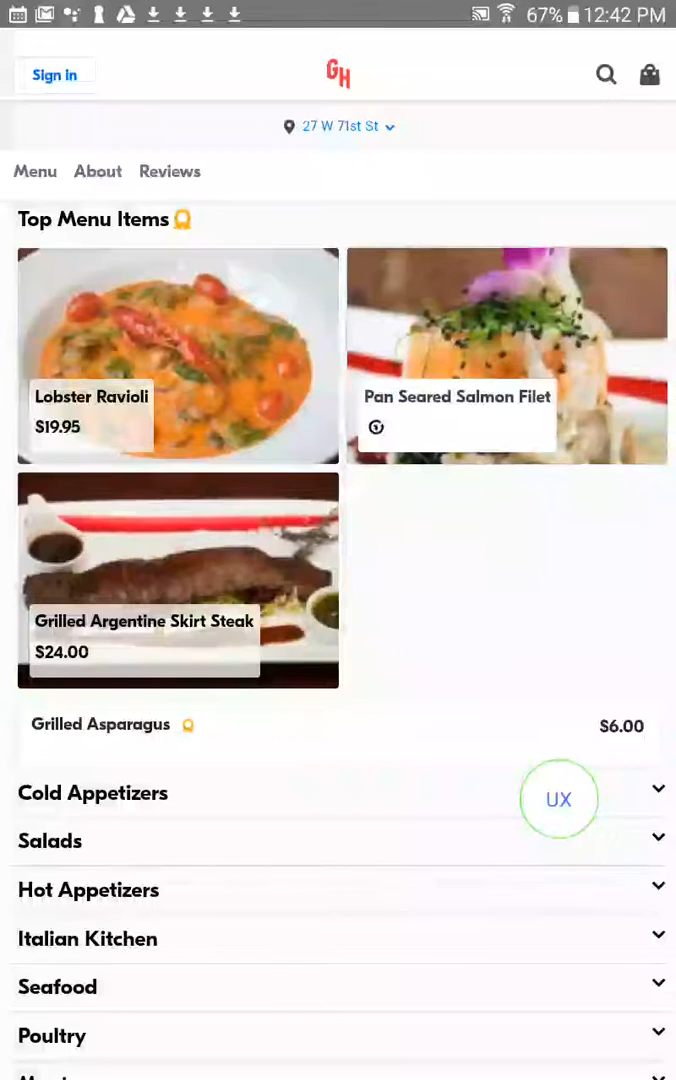 67% 12:42 PM
Sign in
GH
27 W 71st St
Menu About Reviews
Top Menu Items
Lobster Ravioli
$19.95
Pan Seared Salmon Filet
Grilled Argentine Skirt Steak
$24.00
Grilled Asparagus $6.00
Cold Appetizers
UX
Salads
Hot Appetizers
Italian Kitchen
Seafood
Poultry